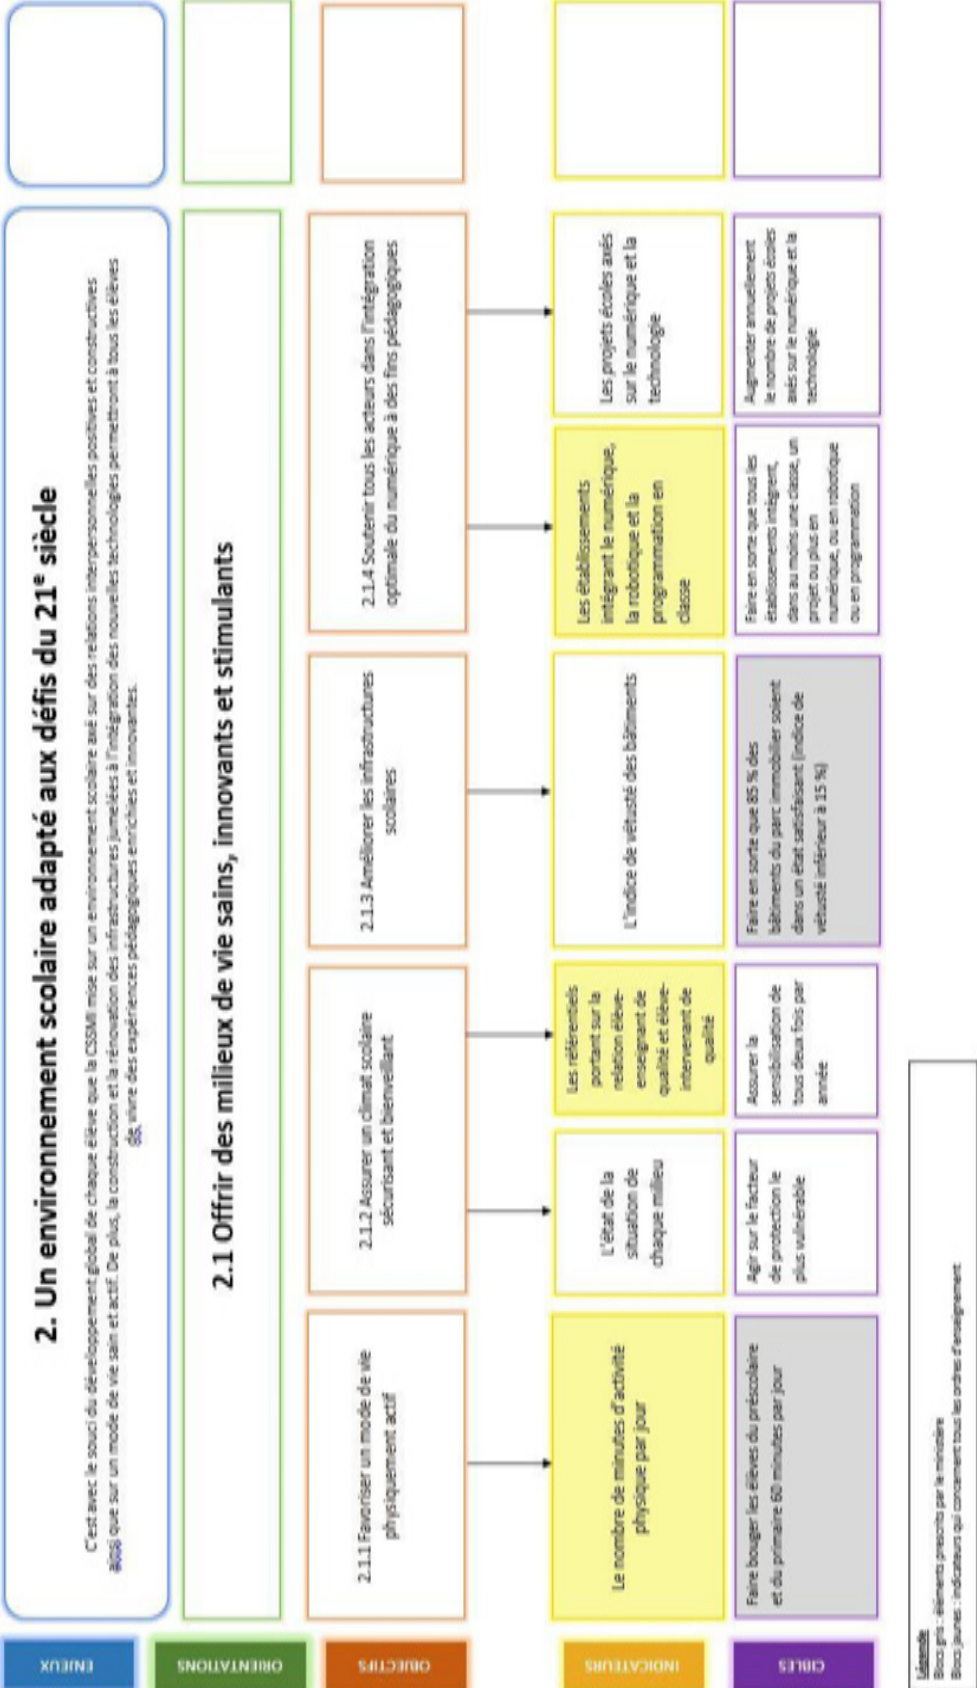 ENJEUX
2. Un environnement scolaire adapté aux défis du 21e siècle
C'est avec le souci du développement global de chaque élève que la CSSMI mise sur un environnement scolaire axé sur des relations interpersonnelles positives et constructives
ainsi que sur un mode de vie sain et actif. De plus, la construction et la rénovation des infrastructures jumelées à l'intégration des nouvelles technologies permettront à tous les élèves
de vivre des expériences pédagogiques enrichies et innovantes.
ORIENTATIONS
2.1 Offrir des milieux de vie sains, innovants et stimulants
OBJECTIFS
2.1.1 Favoriser un mode de vie
physiquement actif
2.1.2 Assurer un climat scolaire
sécurisant et bienveillant
2.1.3 Améliorer les infrastructures
scolaires
2.1.4 Soutenir tous les acteurs dans l'intégration
optimale du numérique à des fins pédagogiques
INDICATEURS
Le nombre de minutes d'activité
physique par jour
L'état de la
situation de
chaque milieu
Les référentiels
portant sur la
relation élève-
enseignant de
qualité et élève-
intervenant de
qualité
L'indice de vétusté des bâtiments
Les établissements
intégrant le numérique,
la robotique et la
programmation en
classe
Les projets écoles axés
sur le numérique et la
technologie
CIBLES
Faire bouger les élèves du préscolaire
et du primaire 60 minutes par jour
Agir sur le facteur
de protection le
plus vulnérable
Assurer la
sensibilisation de
tous deux fois par
année
Faire en sorte que 85 % des
bâtiments du parc immobilier soient
dans un état satisfaisant (indice de
vétusté inférieur à 15 %)
Faire en sorte que tous les
établissements intègrent,
dans au moins une classe, un
projet ou plus en
numérique, ou en robotique
ou en programmation
Augmenter annuellement
le nombre de projets écoles
axés sur le numérique et la
technologie
Légende
Blocs gris : éléments prescrits par le ministère
Blocs jaunes : indicateurs qui concernent tous les ordres d'enseignement